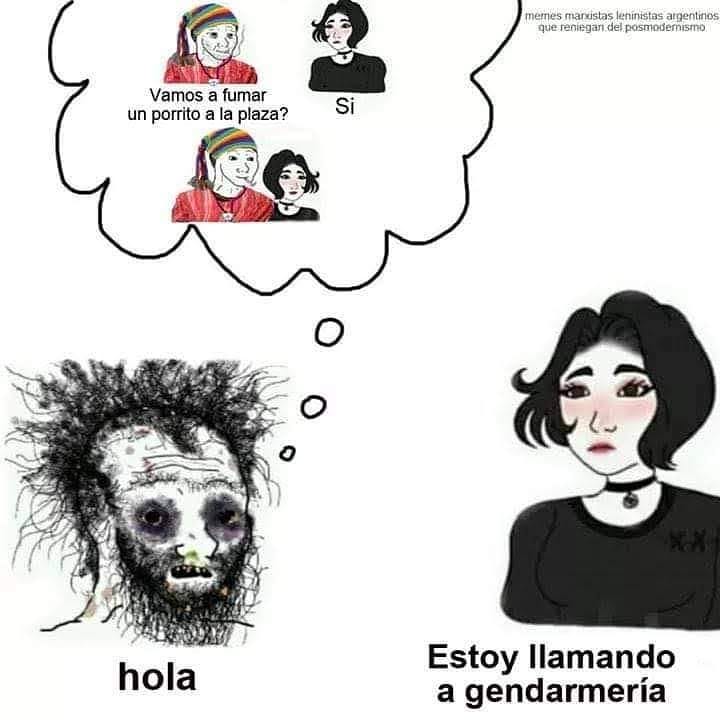 memes marxistas leninistas argentinos
que reniegan del posmodernismo
Vamos a fumar
un porrito a la plaza?
Si
hola
Estoy llamando
a gendarmería